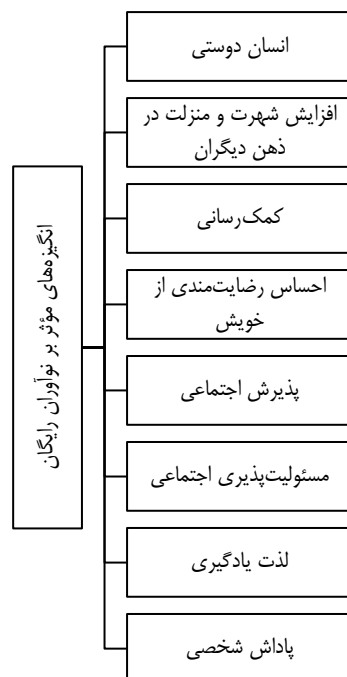 انگیزه‌های مؤثر بر نوآوران رایگان
انسان دوستی
افزایش شهرت و منزلت در
ذهن دیگران
کمک‌رسانی
احساس رضایت‌مندی از
خویش
پذیرش اجتماعی
مسئولیت‌پذیری اجتماعی
لذت یادگیری
پاداش شخصی